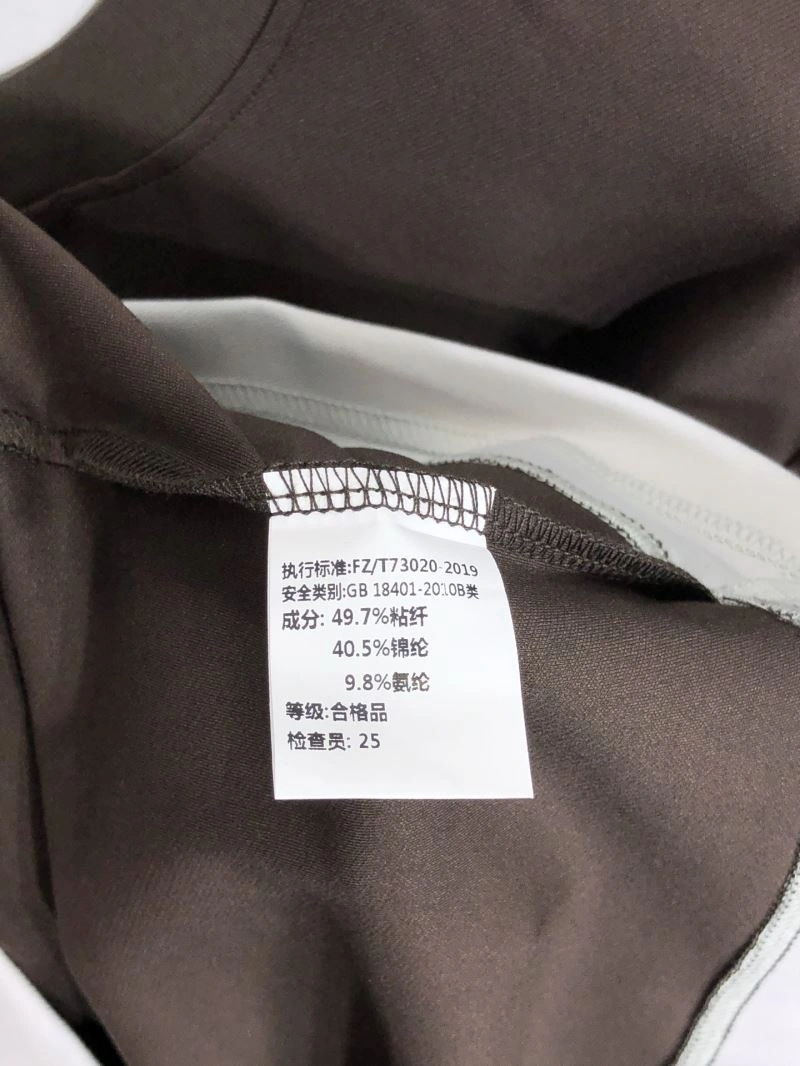 执行标准:FZ/T73020-2019
安全类别:GB 18401-2010B类
成分: 49.7%粘纤
40.5%锦纶
9.8%氨纶
等级:合格品
检查员: 25